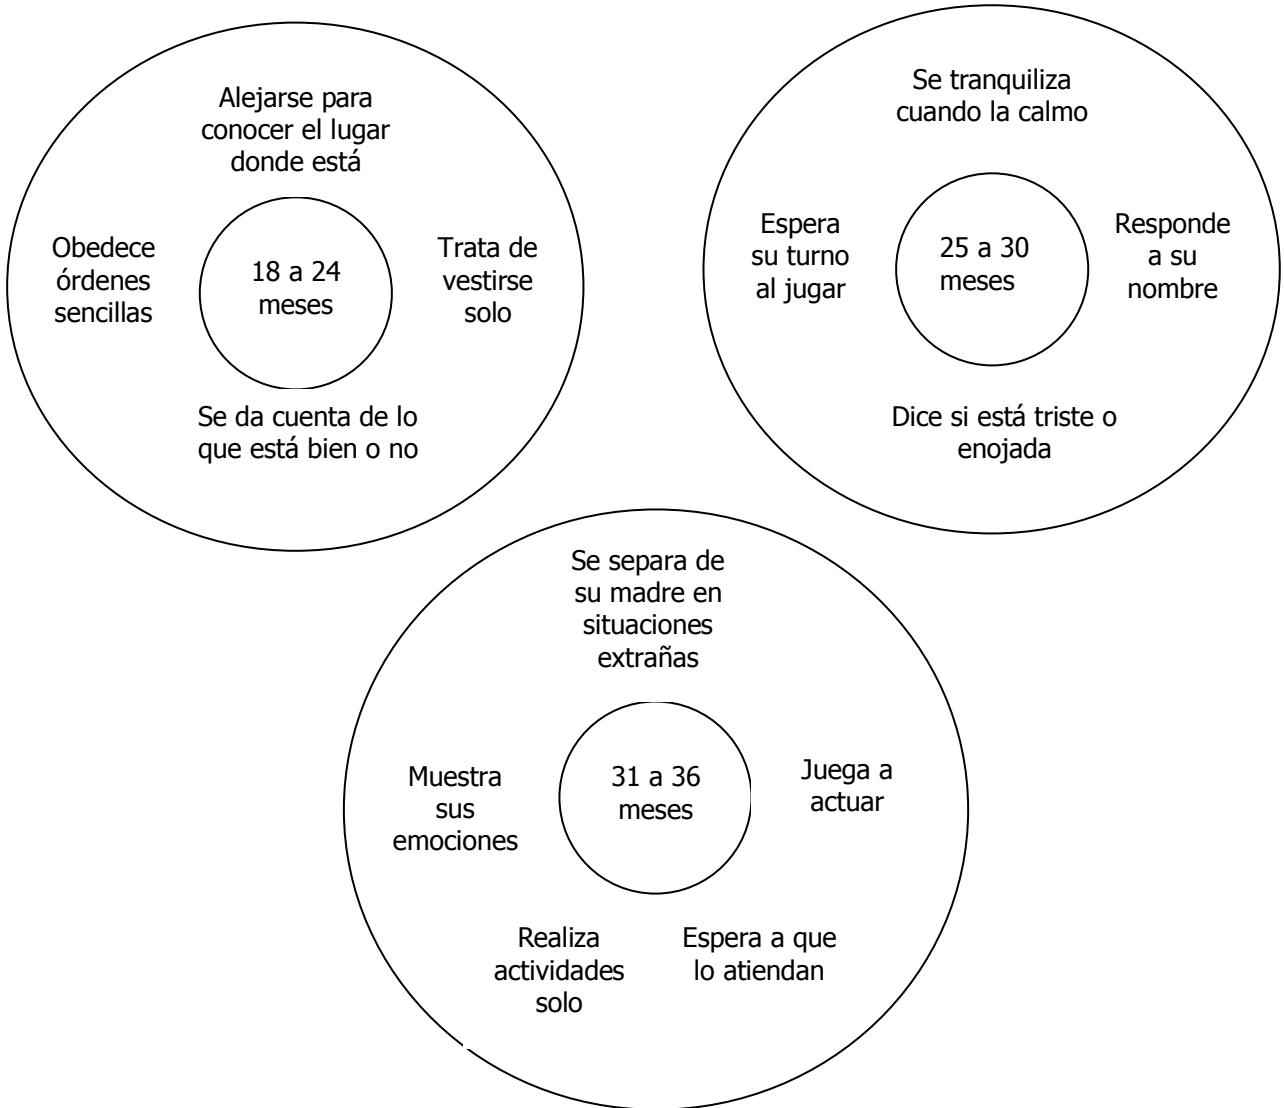 Alejarse para
conocer el lugar
donde está
Obedece
órdenes
sencillas
18 a 24
meses
Trata de
vestirse
solo
Se da cuenta de lo
que está bien o no
Se tranquiliza
cuando la calmo
Espera
su turno
al jugar
25 a 30
meses
Responde
a su
nombre
Dice si está triste o
enojada
Se separa de
su madre en
situaciones
extrañas
Muestra
sus
emociones
31 a 36
meses
Juega a
actuar
Realiza
actividades
solo
Espera a que
lo atiendan